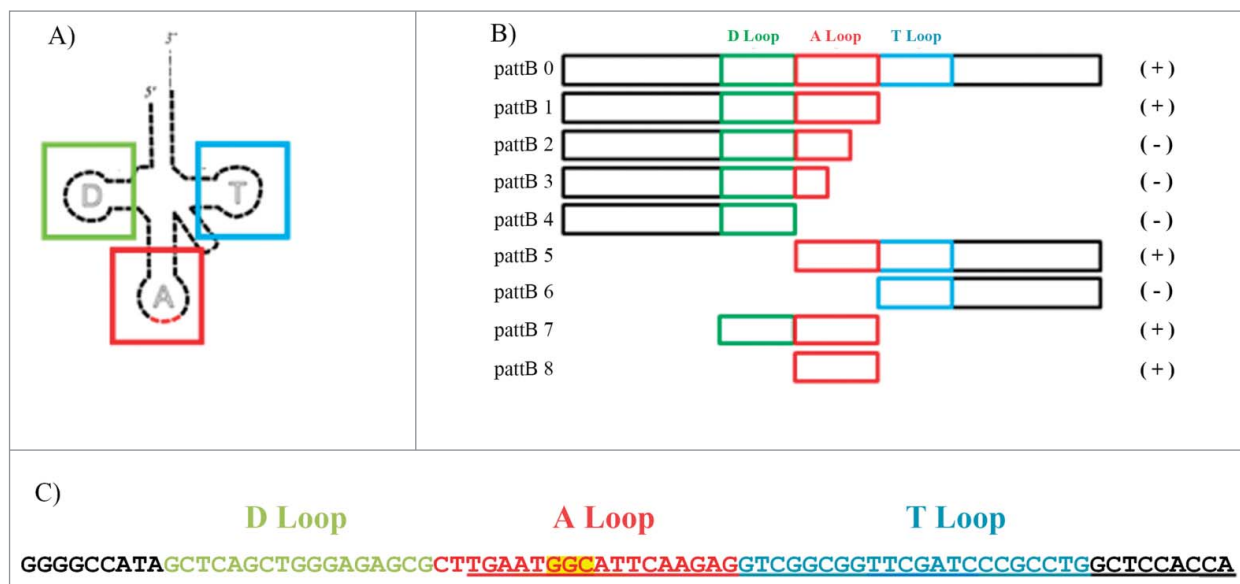 A)
3'
5'
D
T
A
B)
D Loop A Loop T Loop
pattB 0 (+)
pattB 1 (+)
pattB 2 (-)
pattB 3 (-)
pattB 4 (-)
pattB 5 (+)
pattB 6 (-)
pattB 7 (+)
pattB 8 (+)
C)
D Loop A Loop T Loop
GGGGCCATAGCTCAGCTGGGAGAGCGCTTGAATGGCATTCAAGAGGTCGGCGGTTCGATCCCGCCTGGCTCCACCA